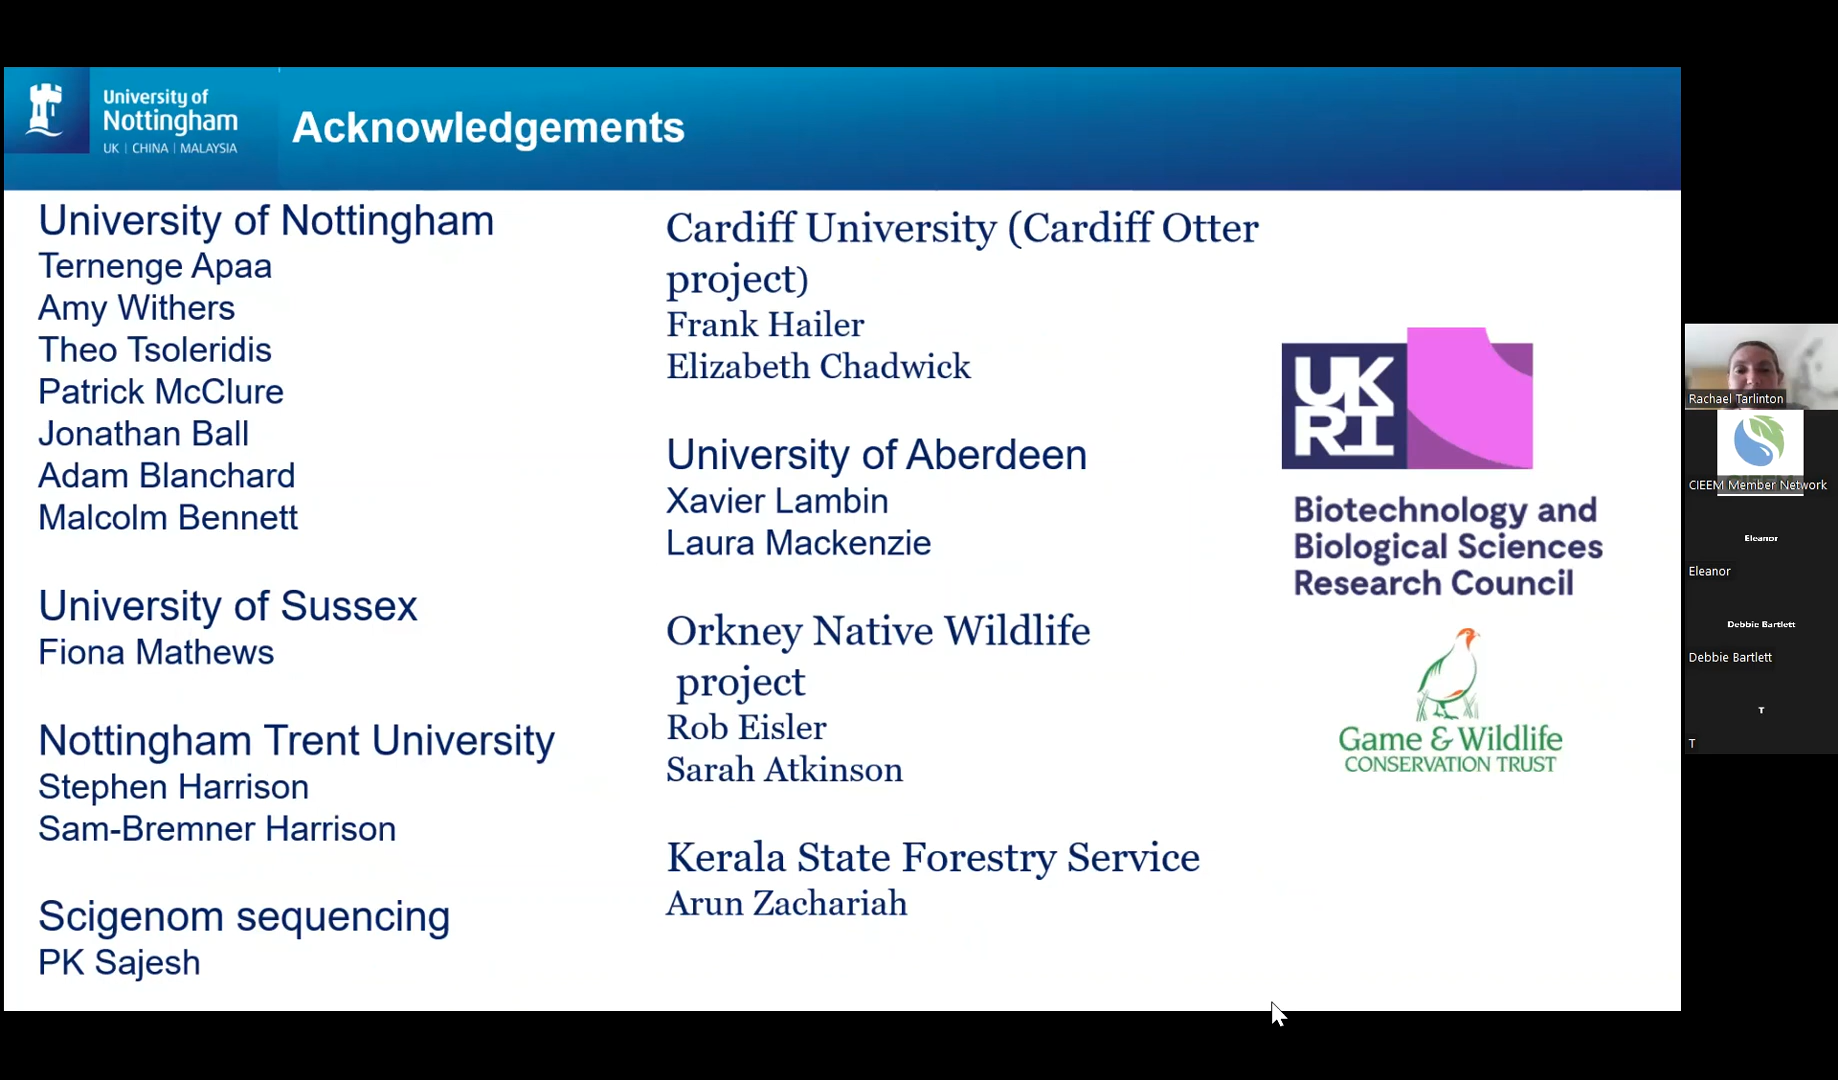 University of
Nottingham
UK | CHINA | MALAYSIA
Acknowledgements
University of Nottingham
Ternenge Apaa
Amy Withers
Theo Tsoleridis
Patrick McClure
Jonathan Ball
Adam Blanchard
Malcolm Bennett
University of Sussex
Fiona Mathews
Nottingham Trent University
Stephen Harrison
Sam-Bremner Harrison
Scigenom sequencing
PK Sajesh
Cardiff University (Cardiff Otter
project)
Frank Hailer
Elizabeth Chadwick
University of Aberdeen
Xavier Lambin
Laura Mackenzie
Orkney Native Wildlife
project
Rob Eisler
Sarah Atkinson
Kerala State Forestry Service
Arun Zachariah
UK
RI
Biotechnology and
Biological Sciences
Research Council
Game & Wildlife
CONSERVATION TRUST
Rachael Tarlinton
CIEEM Member Network
Eleanor
Eleanor
Debbie Bartlett
Debbie Bartlett
T
T